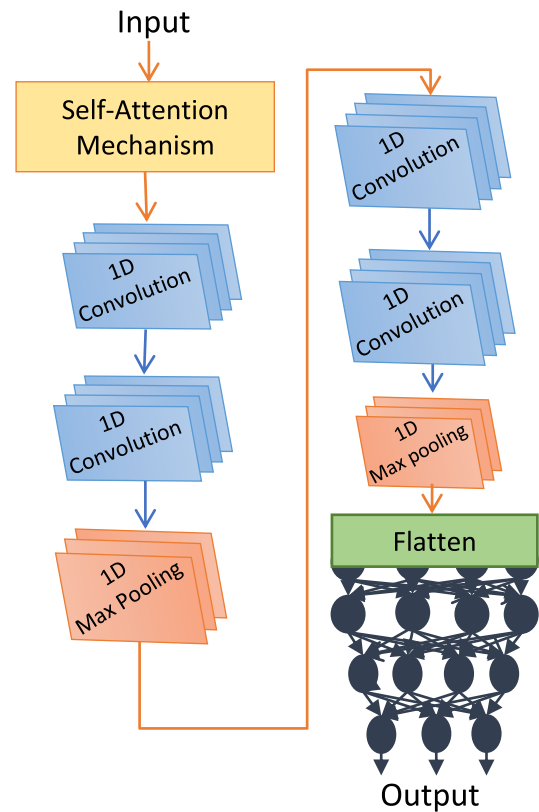 Input
Self-Attention
Mechanism
1D
Convolution
1D
Convolution
1D
Max Pooling
1D
Convolution
1D
Convolution
1D
Max pooling
Flatten
Output